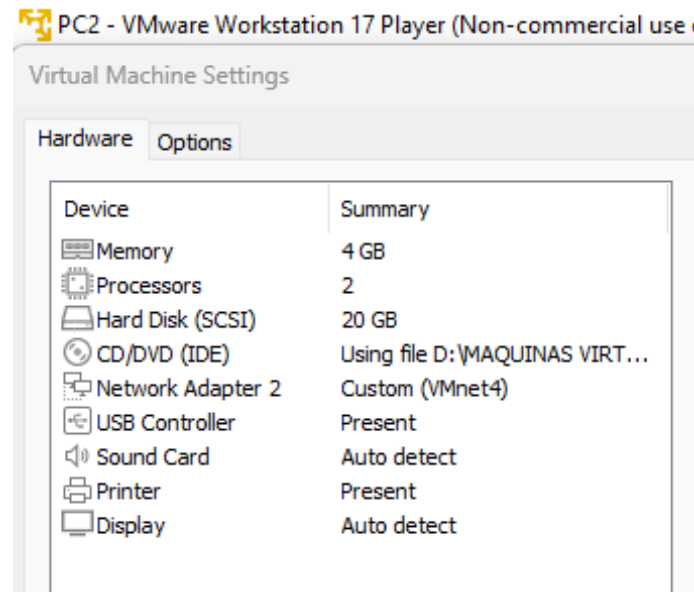 PC2 - VMware Workstation 17 Player (Non-commercial use
Virtual Machine Settings
Hardware Options
Device Summary
Memory 4 GB
Processors 2
Hard Disk (SCSI) 20 GB
CD/DVD (IDE) Using file D:\MAQUINAS VIRT...
Network Adapter 2 Custom (VMnet4)
USB Controller Present
Sound Card Auto detect
Printer Present
Display Auto detect